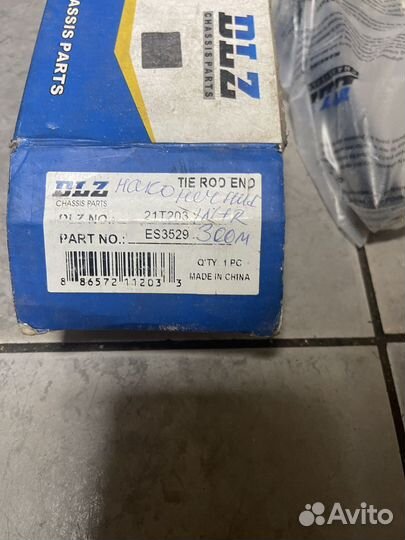 CHASSIS PARTS
DLZ
CHASSIS PARTS
DLZ
DLZ
CHASSIS PARTS
TIE ROD END
наконечник
DLZ NO.: 21T203
PART NO.: ES3529
300м
Q'TY: 1 PC
MADE IN CHINA
8 86572 11203 3
Avito